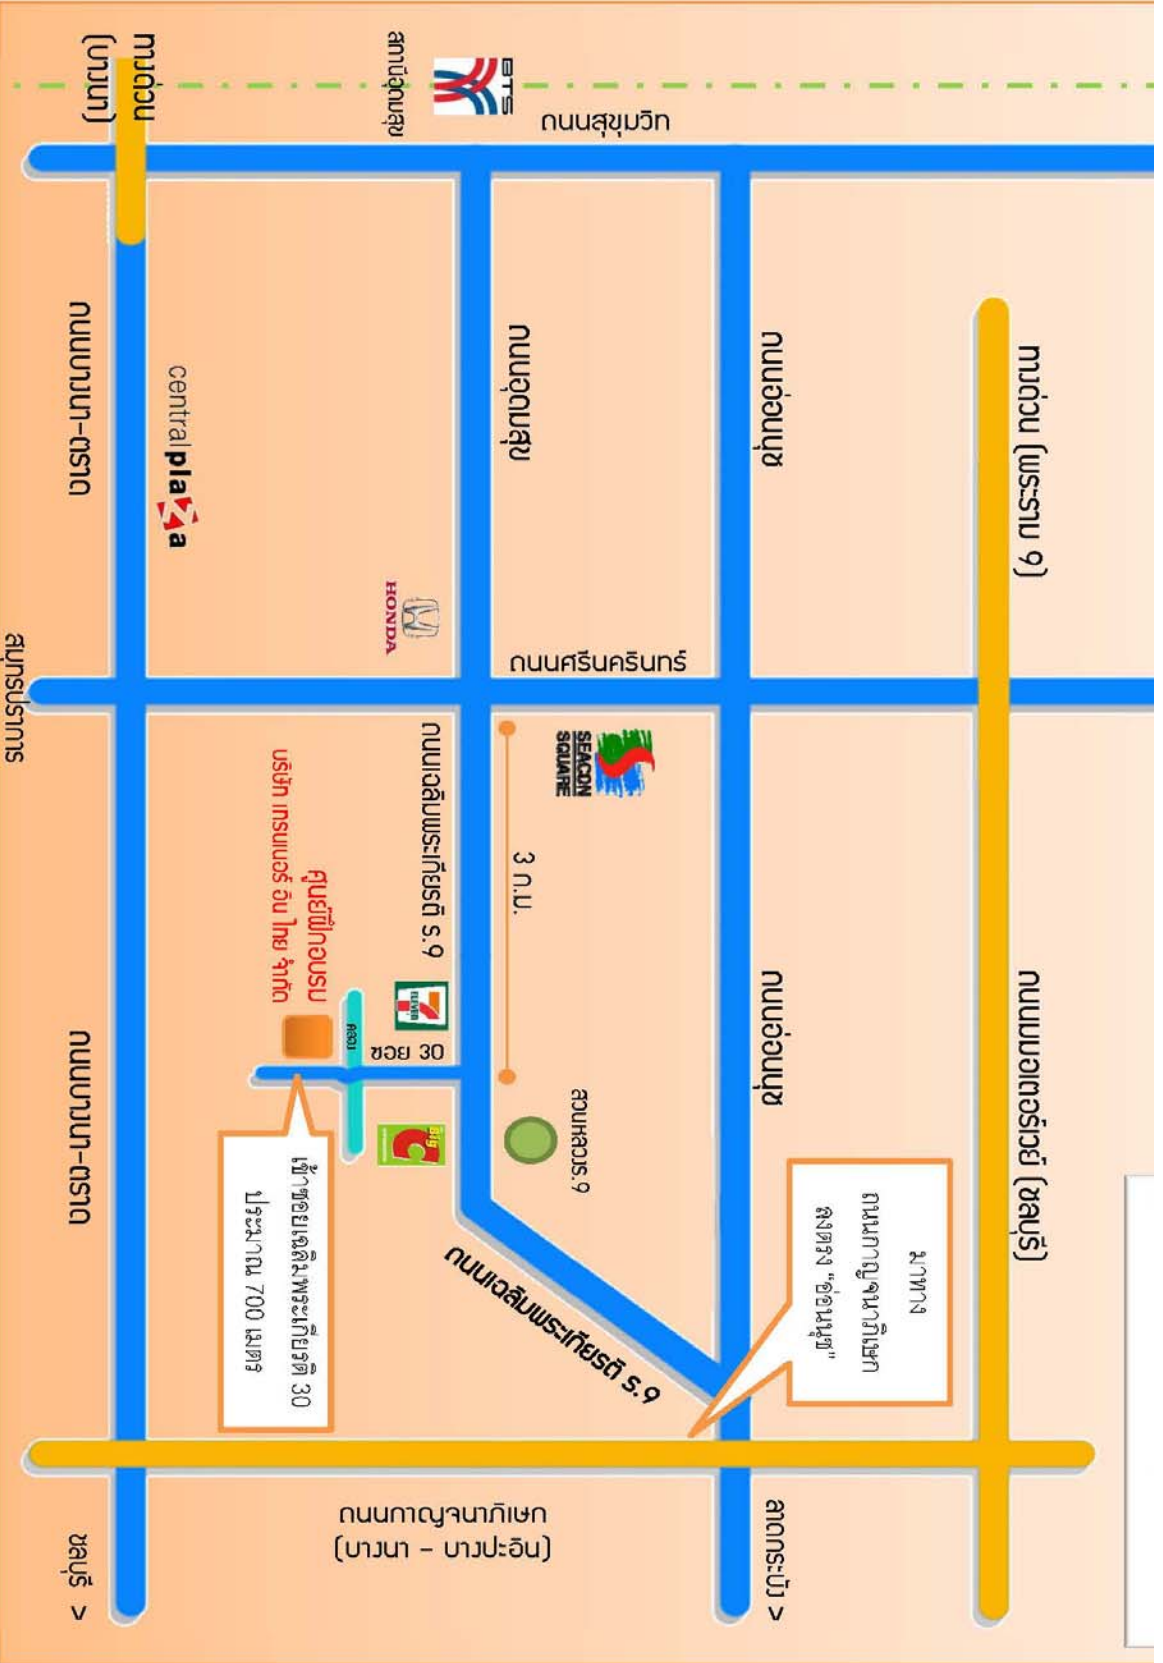 ทางด่วน (พระราม 9)
ถนนมอเตอร์เวย์ (ชลบุรี)
มาทาง
ถนนกาญจนาภิเษก
ลงตรง "อ่อนนุช"
ถนนอ่อนนุช
ถนนอ่อนนุช
ลาดกระบัง >
ถนนสุขุมวิท
ถนนศรีนครินทร์
SEACON
SQUARE
สวนหลวงร.9
3 ก.ม.
BTS
สถานีอุดมสุข
ถนนอุดมสุข
ถนนเฉลิมพระเกียรติ ร.9
ถนนเฉลิมพระเกียรติ ร.9
HONDA
7
ELEVEN
ซอย 30
คลอง
Big
C
ศูนย์ฝึกอบรม
บริษัท เทรนเนอร์ อิน ไทย จำกัด
เข้าซอยเฉลิมพระเกียรติ 30
ประมาณ 700 เมตร
ถนนกาญจนาภิเษก
(บางนา - บางปะอิน)
centralplaza
ทางด่วน
(บางนา)
ถนนบางนา-ตราด
ถนนบางนา-ตราด
ชลบุรี >
สมุทรปราการ